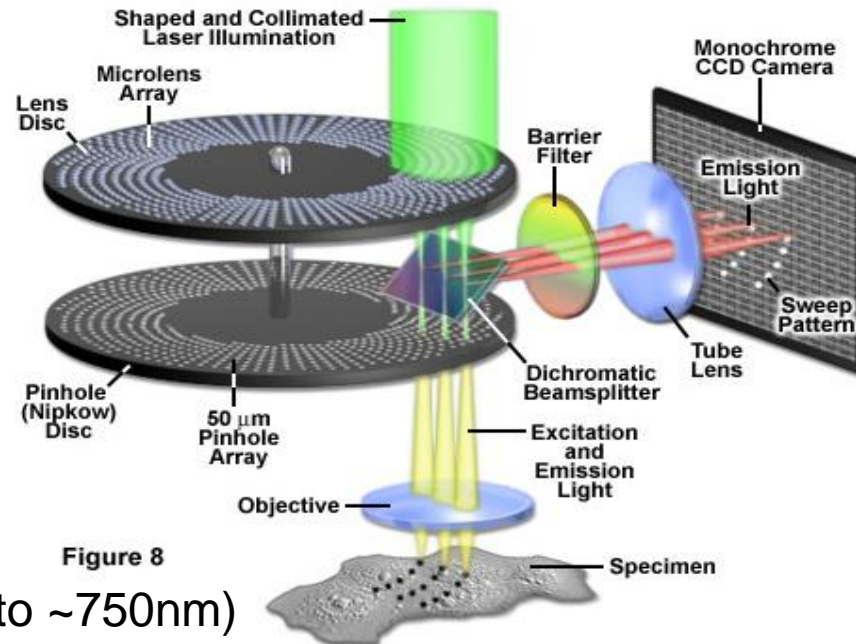 Shaped and Collimated
Laser Illumination
Microlens
Array
Lens
Disc
Monochrome
CCD Camera
Barrier
Filter
Emission
Light
Sweep
Pattern
Tube
Lens
Dichromatic
Beamsplitter
Pinhole
(Nipkow)
Disc
50 μm
Pinhole
Array
Excitation
and
Emission
Light
Objective
Figure 8
Specimen
to ~750nm)